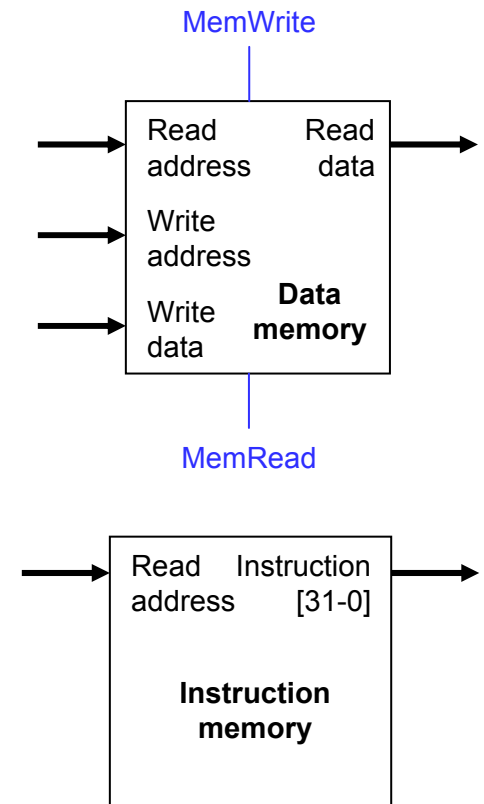 MemWrite
Read
address
Read
data
Write
address
Write
data
Data
memory
MemRead
Read
address
Instruction
[31-0]
Instruction
memory